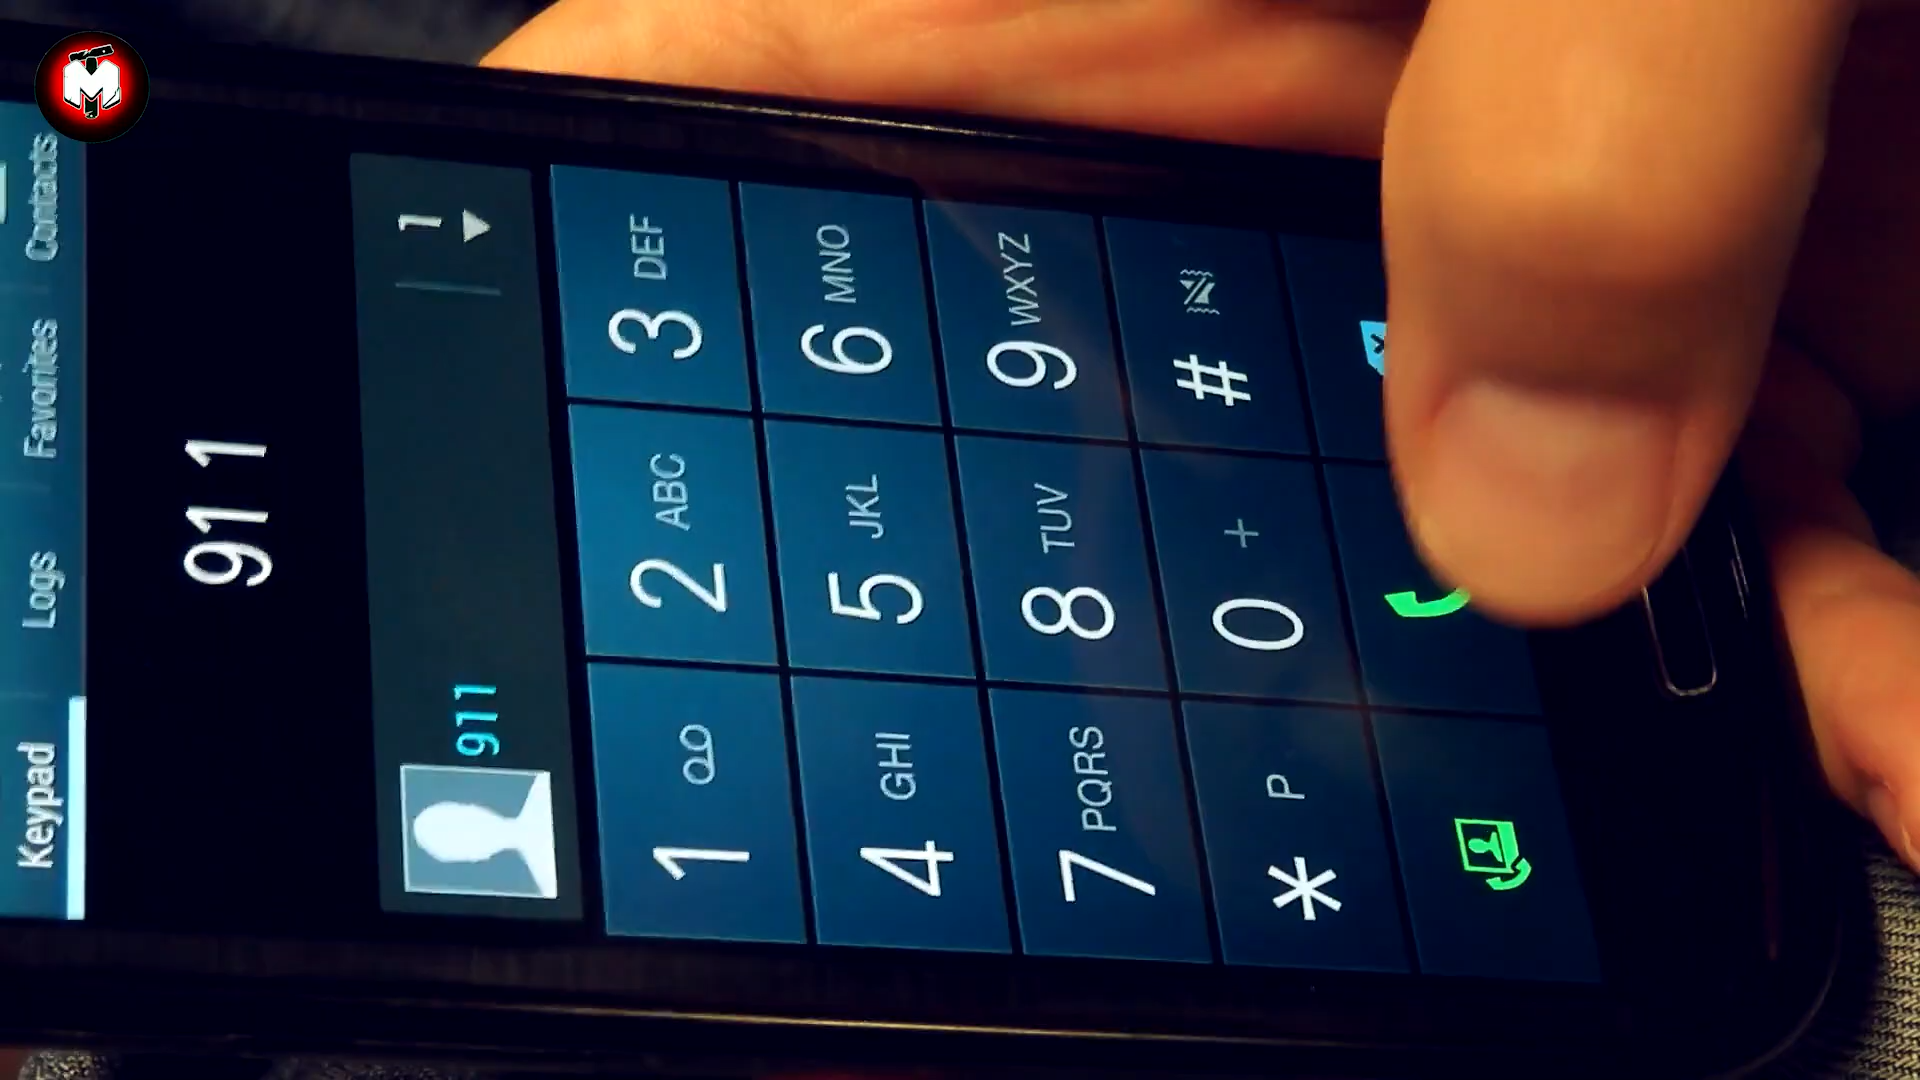 M
Keypad Logs Favorites Contacts
911
911 1
1 2 ABC 3 DEF
4 GHI 5 JKL 6 MNO
7 PQRS 8 TUV 9 WXYZ
* P 0 + #